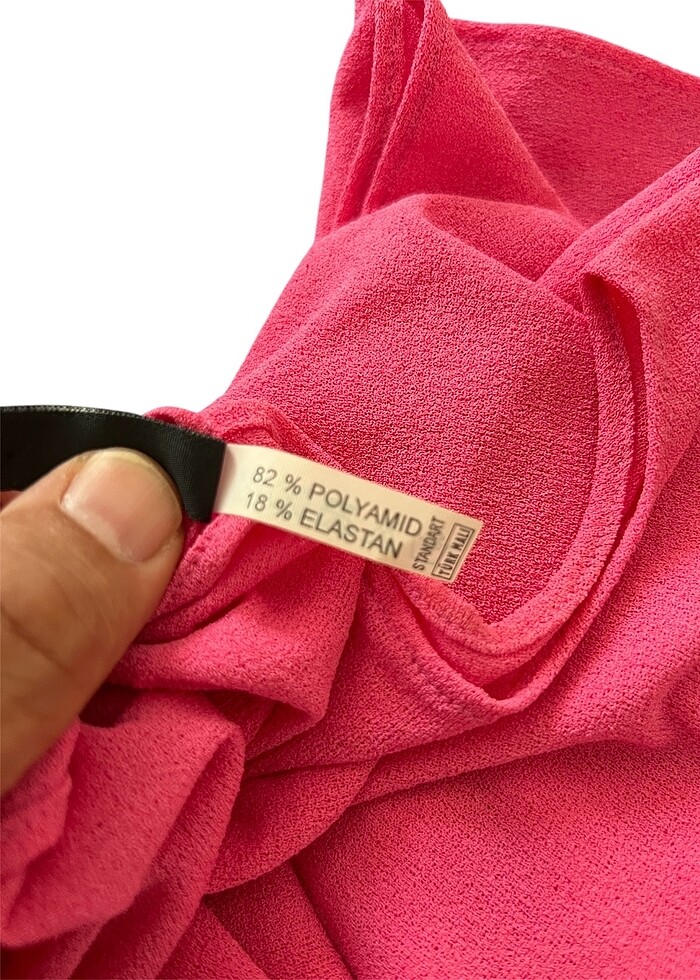 82 % POLYAMID
18 % ELASTAN
STANDART
TÜRK MALI